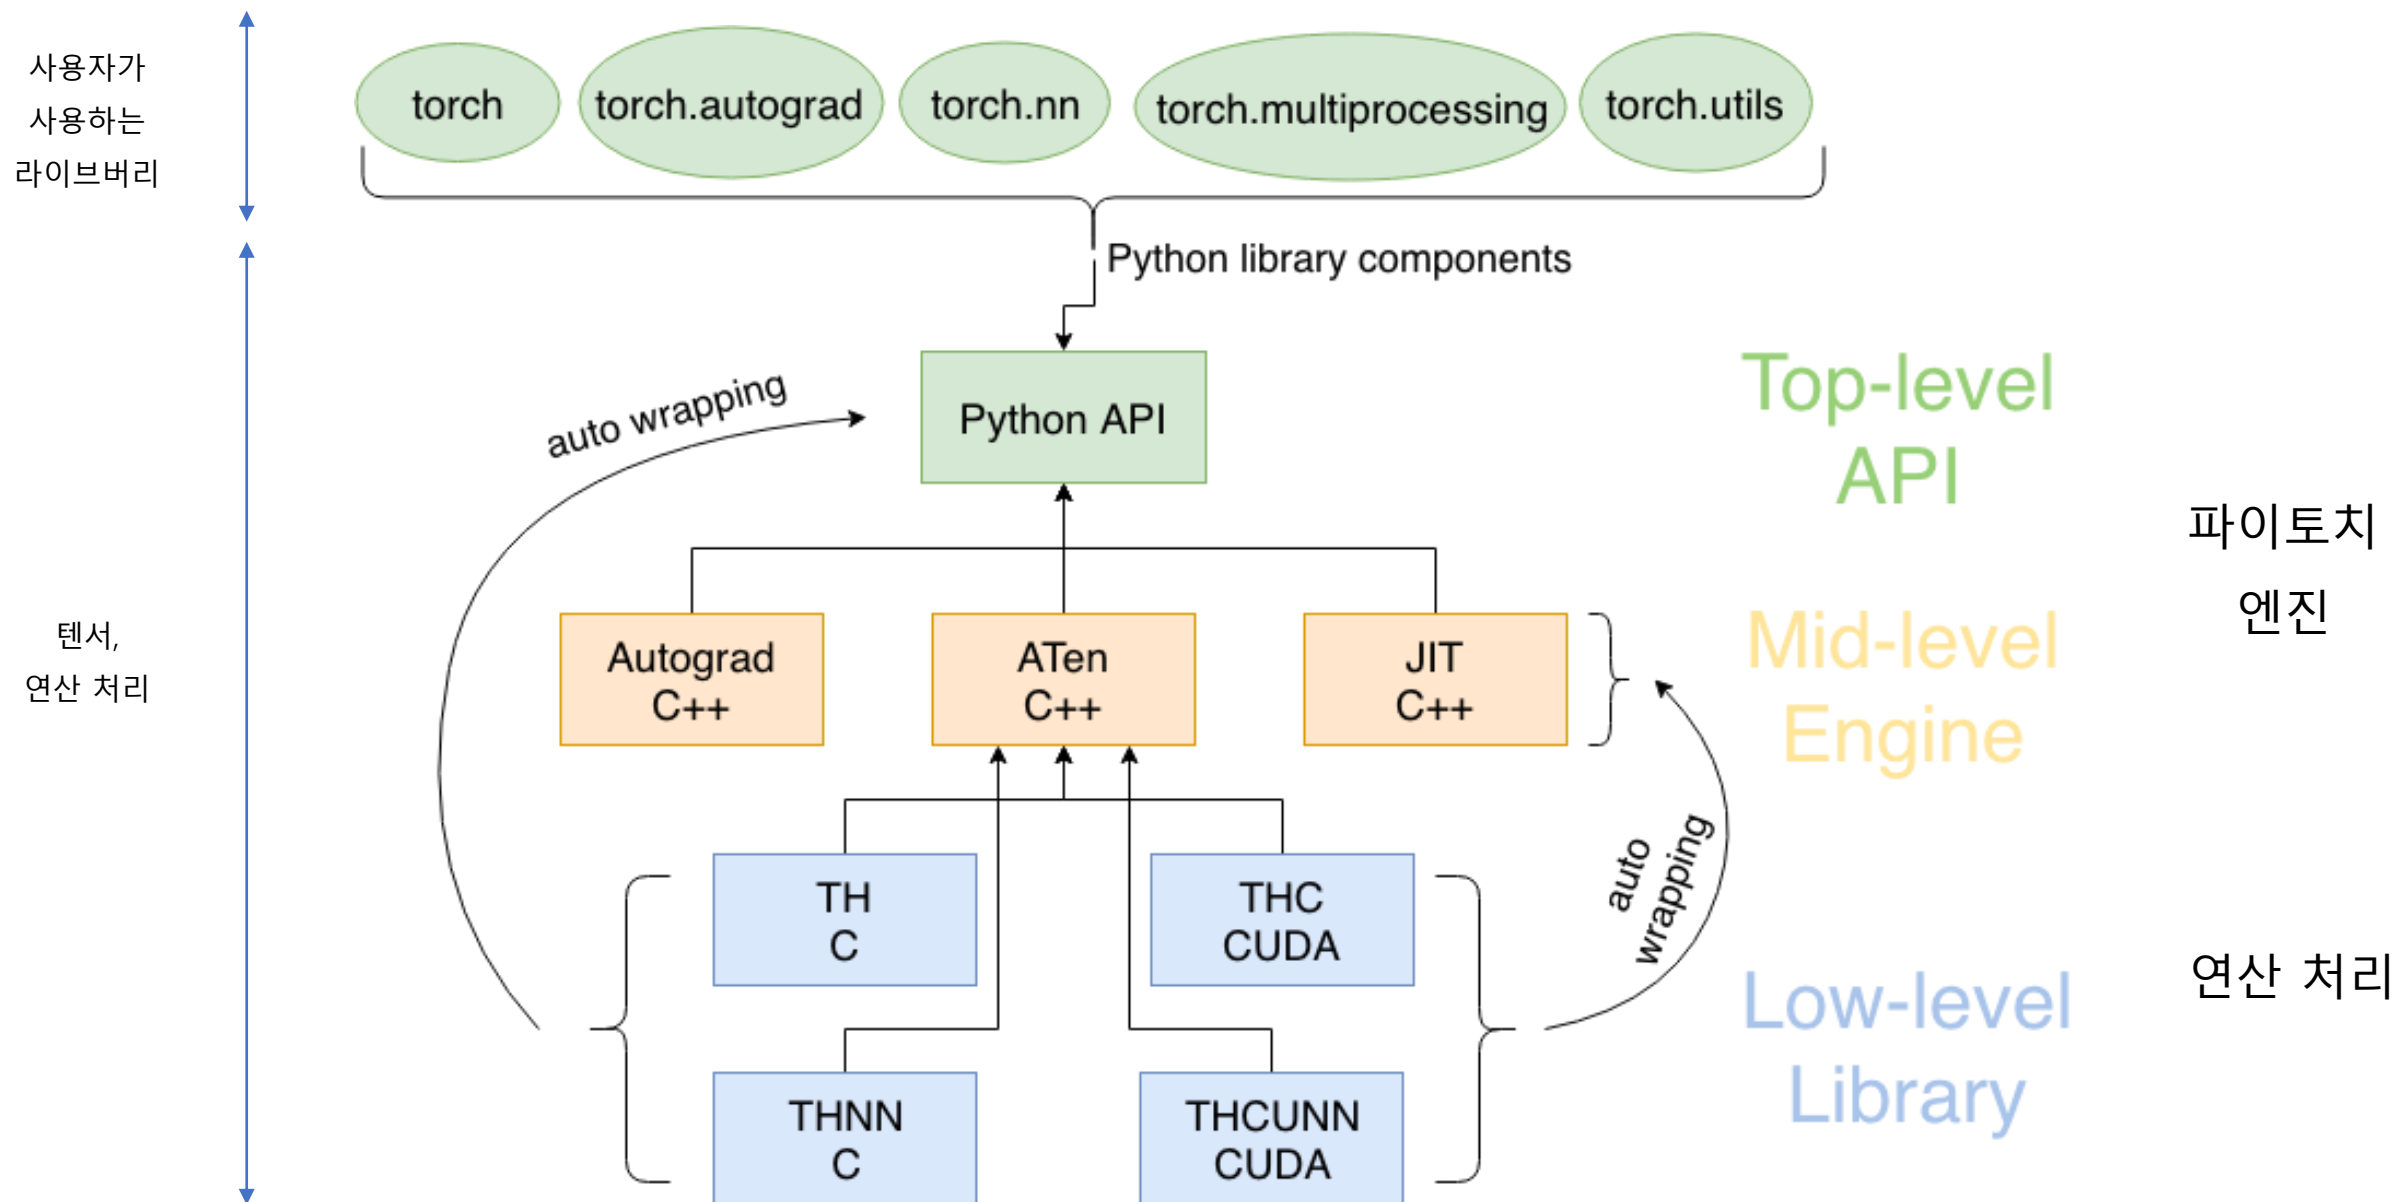 사용자가
사용하는
라이브버리
torch
torch.autograd
torch.nn
torch.multiprocessing
torch.utils
Python library components
auto wrapping
Python API
Top-level
API
파이토치
엔진
텐서,
연산 처리
Autograd
C++
ATen
C++
JIT
C++
Mid-level
Engine
auto
wrapping
TH
C
THC
CUDA
연산 처리
Low-level
Library
THNN
C
THCUNN
CUDA